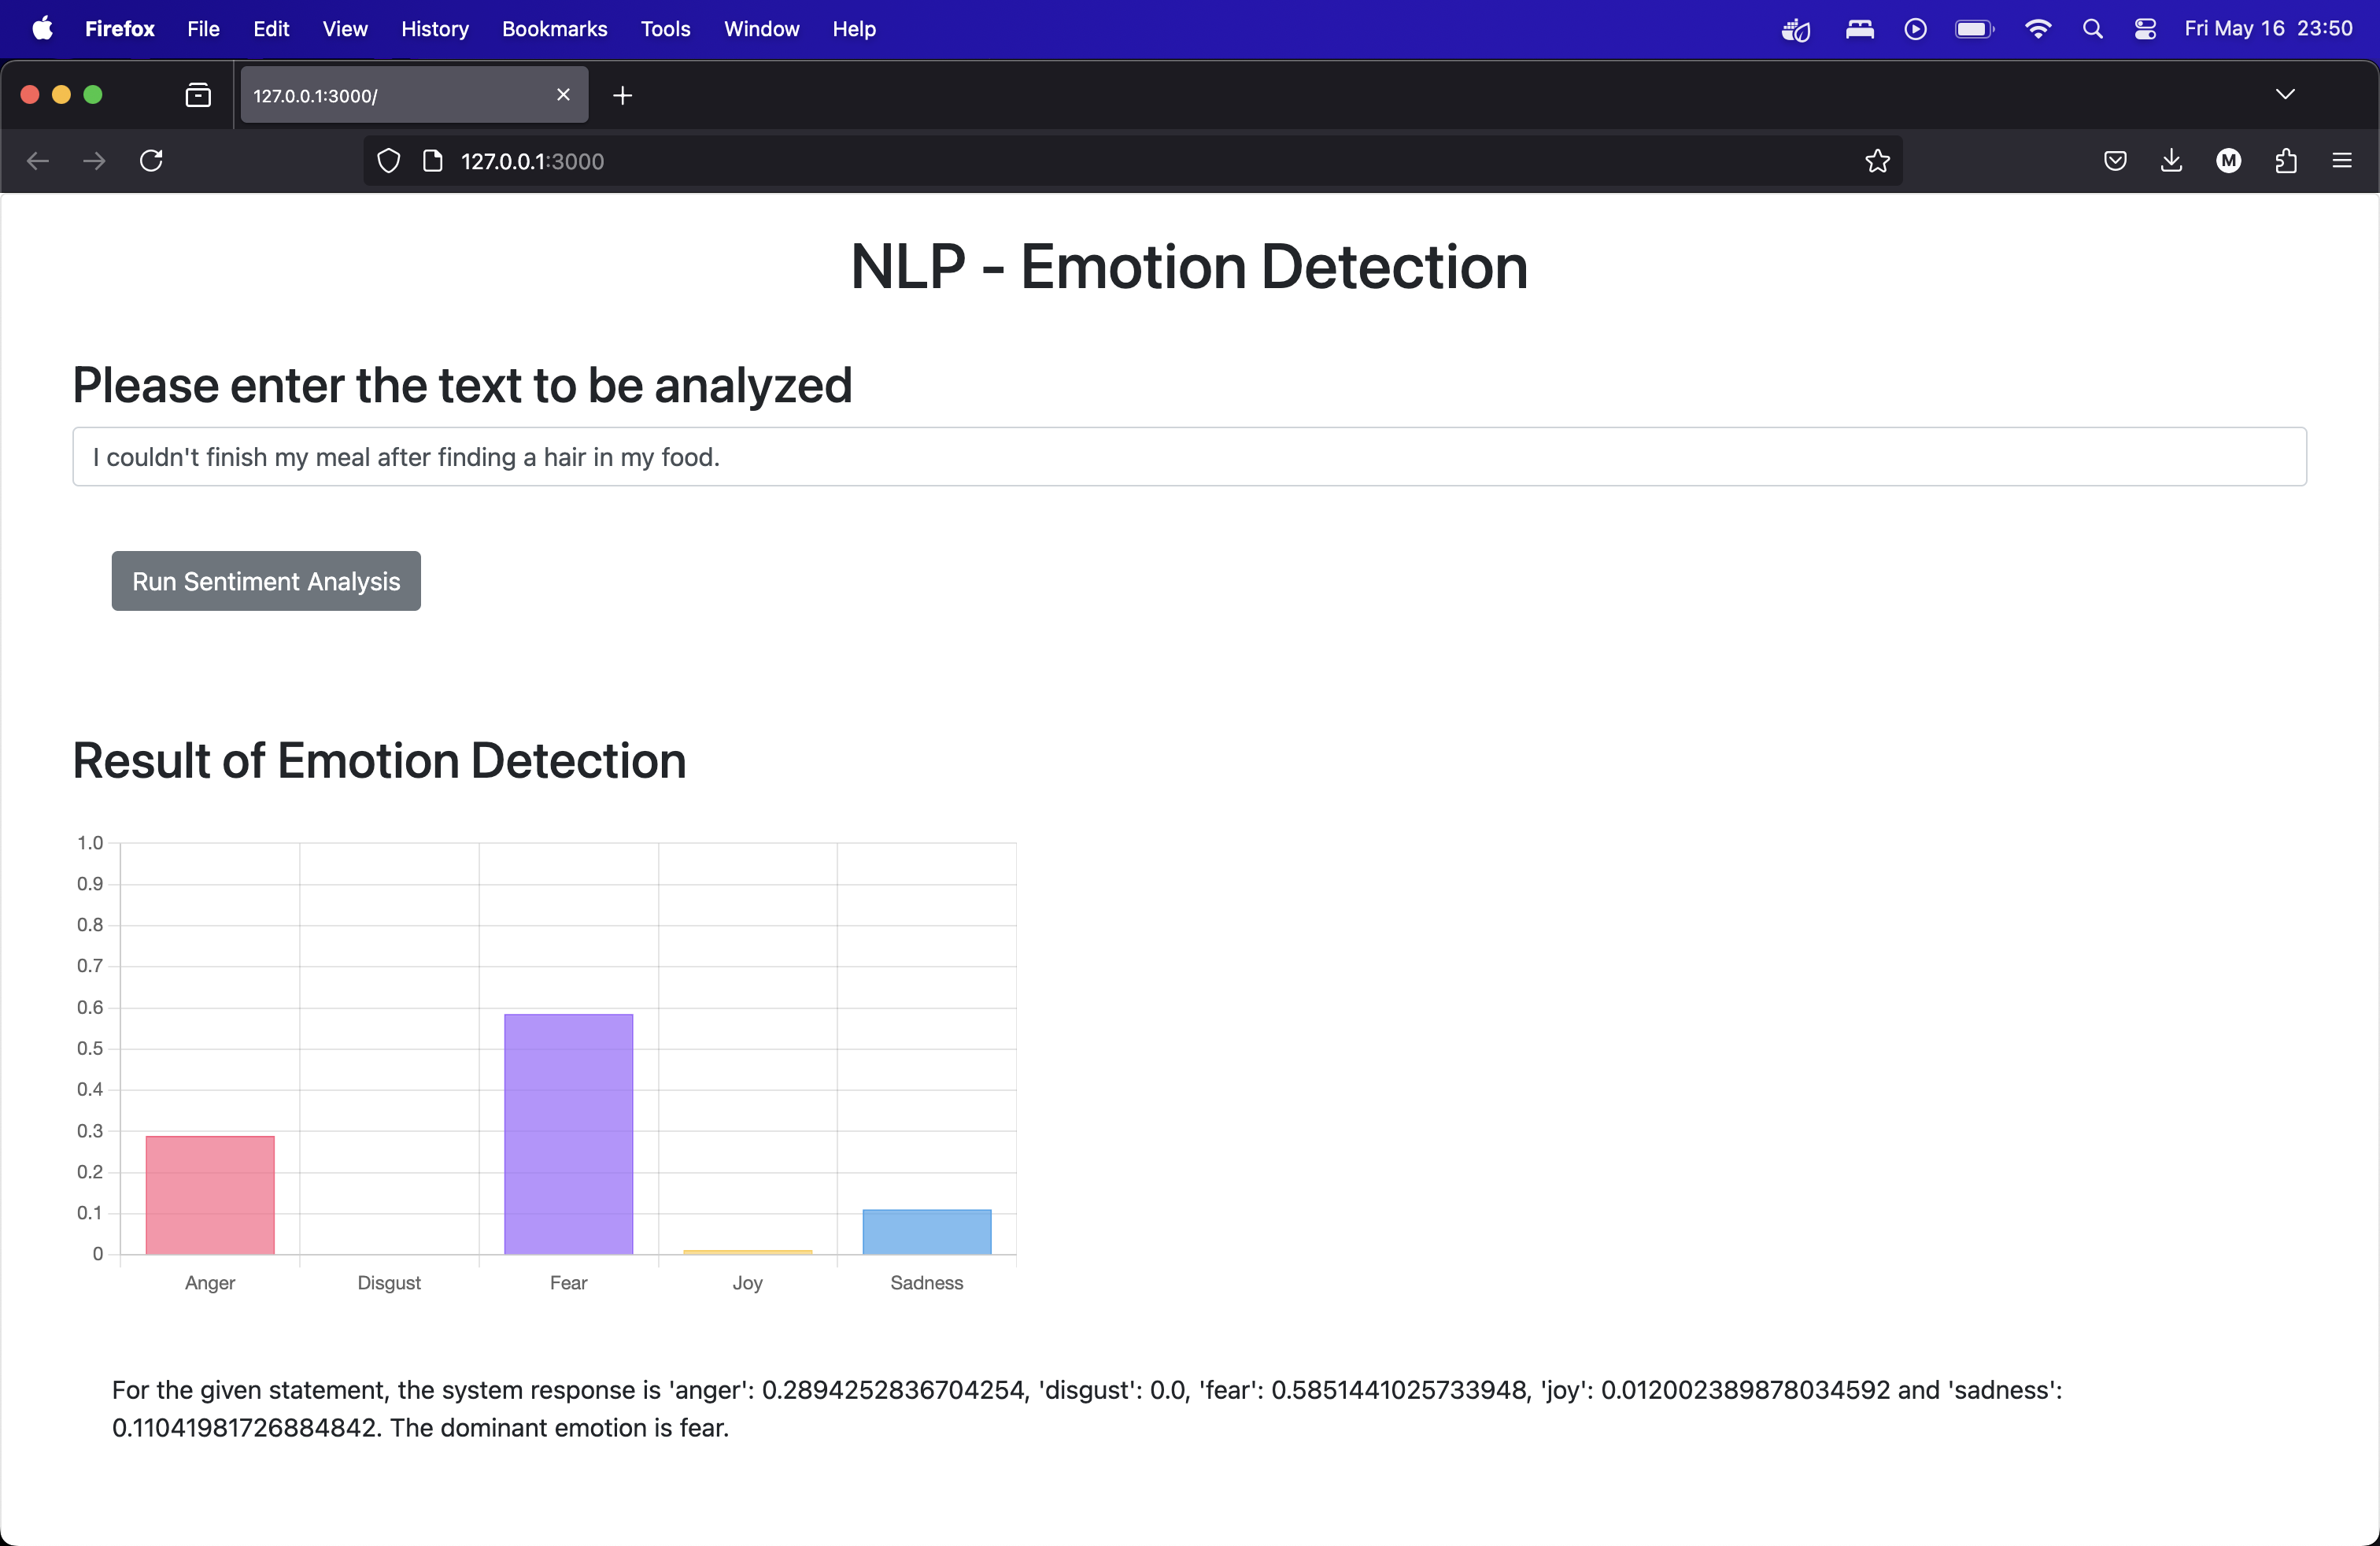 Firefox File Edit View History Bookmarks Tools Window Help Fri May 16 23:50
127.0.0.1:3000/
127.0.0.1:3000 M
NLP - Emotion Detection
Please enter the text to be analyzed
I couldn't finish my meal after finding a hair in my food.
Run Sentiment Analysis
Result of Emotion Detection
1.0
0.9
0.8
0.7
0.6
0.5
0.4
0.3
0.2
0.1
0
Anger Disgust Fear Joy Sadness
For the given statement, the system response is 'anger': 0.2894252836704254, 'disgust': 0.0, 'fear': 0.5851441025733948, 'joy': 0.012002389878034592 and 'sadness':
0.11041981726884842. The dominant emotion is fear.